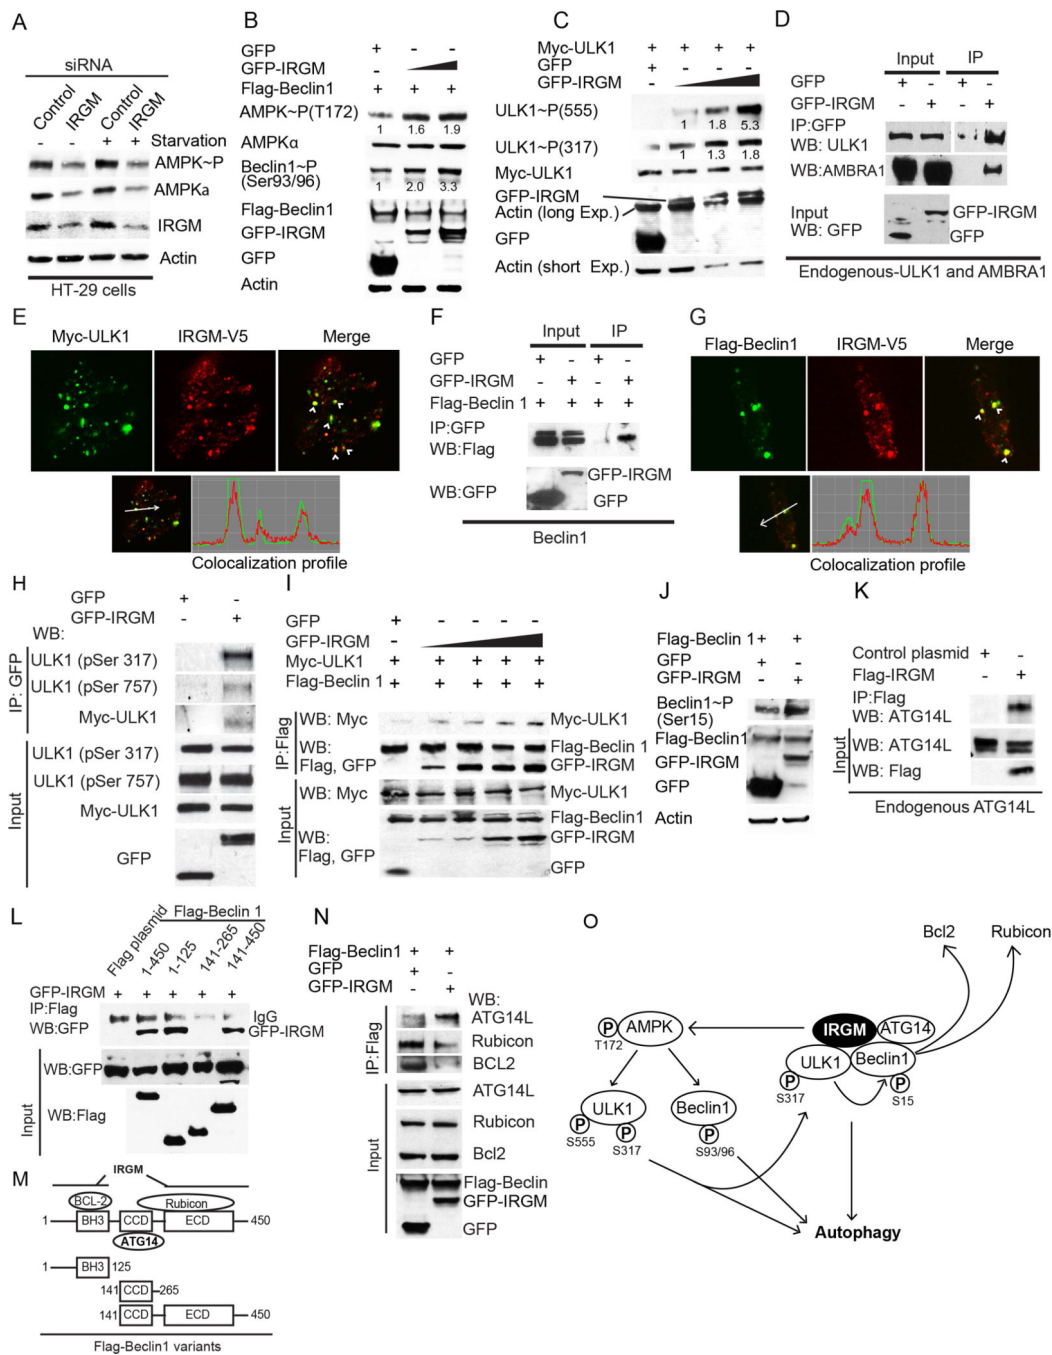 A
siRNA
Control
IRGM
Control
IRGM
Starvation
- - + +
AMPK~P
AMPKa
IRGM
Actin
HT-29 cells
B
GFP + - -
GFP-IRGM -
Flag-Beclin1 + + +
AMPK~P(T172)
1 1.6 1.9
AMPKα
Beclin1~P
(Ser93/96)
1 2.0 3.3
Flag-Beclin1
GFP-IRGM
GFP
Actin
C
Myc-ULK1 + + + +
GFP + - - -
GFP-IRGM -
ULK1~P(555)
1 1.8 5.3
ULK1~P(317)
1 1.3 1.8
Myc-ULK1
GFP-IRGM
Actin (long Exp.)
GFP
Actin (short Exp.)
D
Input IP
GFP + - + -
GFP-IRGM - + - +
IP:GFP
WB: ULK1
WB:AMBRA1
Input
WB: GFP
GFP-IRGM
GFP
Endogenous-ULK1 and AMBRA1
E
Myc-ULK1 IRGM-V5 Merge
Colocalization profile
F
Input IP
GFP + - + -
GFP-IRGM - + - +
Flag-Beclin 1 + + + +
IP:GFP
WB:Flag
WB:GFP
GFP-IRGM
GFP
Beclin1
G
Flag-Beclin1 IRGM-V5 Merge
Colocalization profile
H
GFP + -
GFP-IRGM - +
WB:
IP: GFP
ULK1 (pSer 317)
ULK1 (pSer 757)
Myc-ULK1
Input
ULK1 (pSer 317)
ULK1 (pSer 757)
Myc-ULK1
GFP
I
GFP + - - - -
GFP-IRGM -
Myc-ULK1 + + + + +
Flag-Beclin 1 + + + + +
IP:Flag
WB: Myc Myc-ULK1
WB: Flag-Beclin 1
Flag, GFP GFP-IRGM
Input
WB: Myc Myc-ULK1
Flag-Beclin1
WB: GFP-IRGM
Flag, GFP
GFP
J
Flag-Beclin 1 + +
GFP + -
GFP-IRGM - +
Beclin1~P
(Ser15)
Flag-Beclin1
GFP-IRGM
GFP
Actin
K
Control plasmid + -
Flag-IRGM - +
IP:Flag
WB: ATG14L
Input
WB: ATG14L
WB: Flag
Endogenous ATG14L
L
Flag-Beclin 1
Flag plasmid
1-450
1-125
141-265
141-450
GFP-IRGM + + + + +
IP:Flag IgG
WB:GFP GFP-IRGM
Input
WB:GFP
WB:Flag
M
IRGM
BCL-2 Rubicon
1 BH3 CCD ECD 450
ATG14
1 BH3 125
141 CCD 265
141 CCD ECD 450
Flag-Beclin1 variants
N
Flag-Beclin1 + +
GFP + -
GFP-IRGM - +
WB:
IP:Flag
ATG14L
Rubicon
BCL2
Input
ATG14L
Rubicon
Bcl2
Flag-Beclin
GFP-IRGM
GFP
O
Bcl2 Rubicon
P AMPK IRGM ATG14
T172
ULK1 Beclin1
P P
S317 S15
ULK1 Beclin1
P P P
S555 S317 S93/96
Autophagy